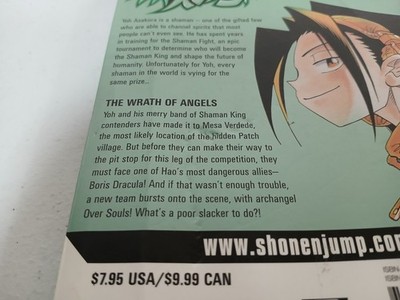 Yoh Asakura is a shaman – one of the gifted few
who are able to channel spirits that most
people can't even see. He has spent years
in training for the Shaman Fight, an epic
tournament to determine who will become
the Shaman King and shape the future of
humanity. Unfortunately for Yoh, every
shaman in the world is vying for the
same prize...
THE WRATH OF ANGELS
Yoh and his merry band of Shaman King
contenders have made it to Mesa Verdede,
the most likely location of the hidden Patch
village. But before they can make their way to
the pit stop for this leg of the competition, they
must face one of Hao's most dangerous allies—
Boris Dracula! And if that wasn't enough trouble,
a new team bursts onto the scene, with archangel
Over Souls! What's a poor slacker to do?!
www.shonenjump.co
$7.95 USA/$9.99 CAN
ISBN
ISBN